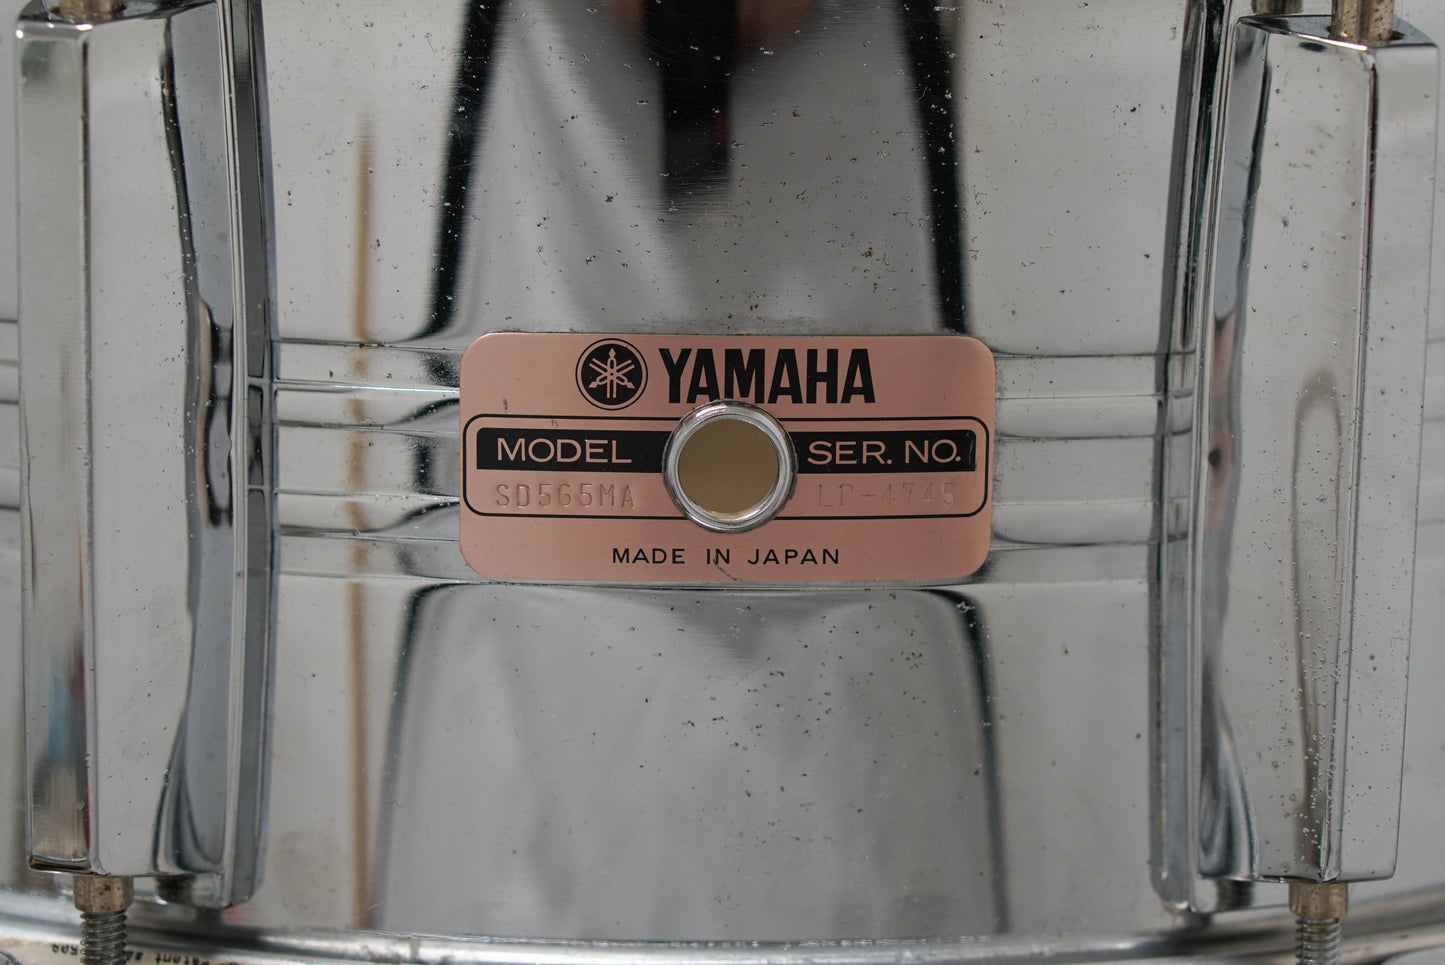 YAMAHA
MODEL SER. NO.
SD565MA LP-4745
MADE IN JAPAN